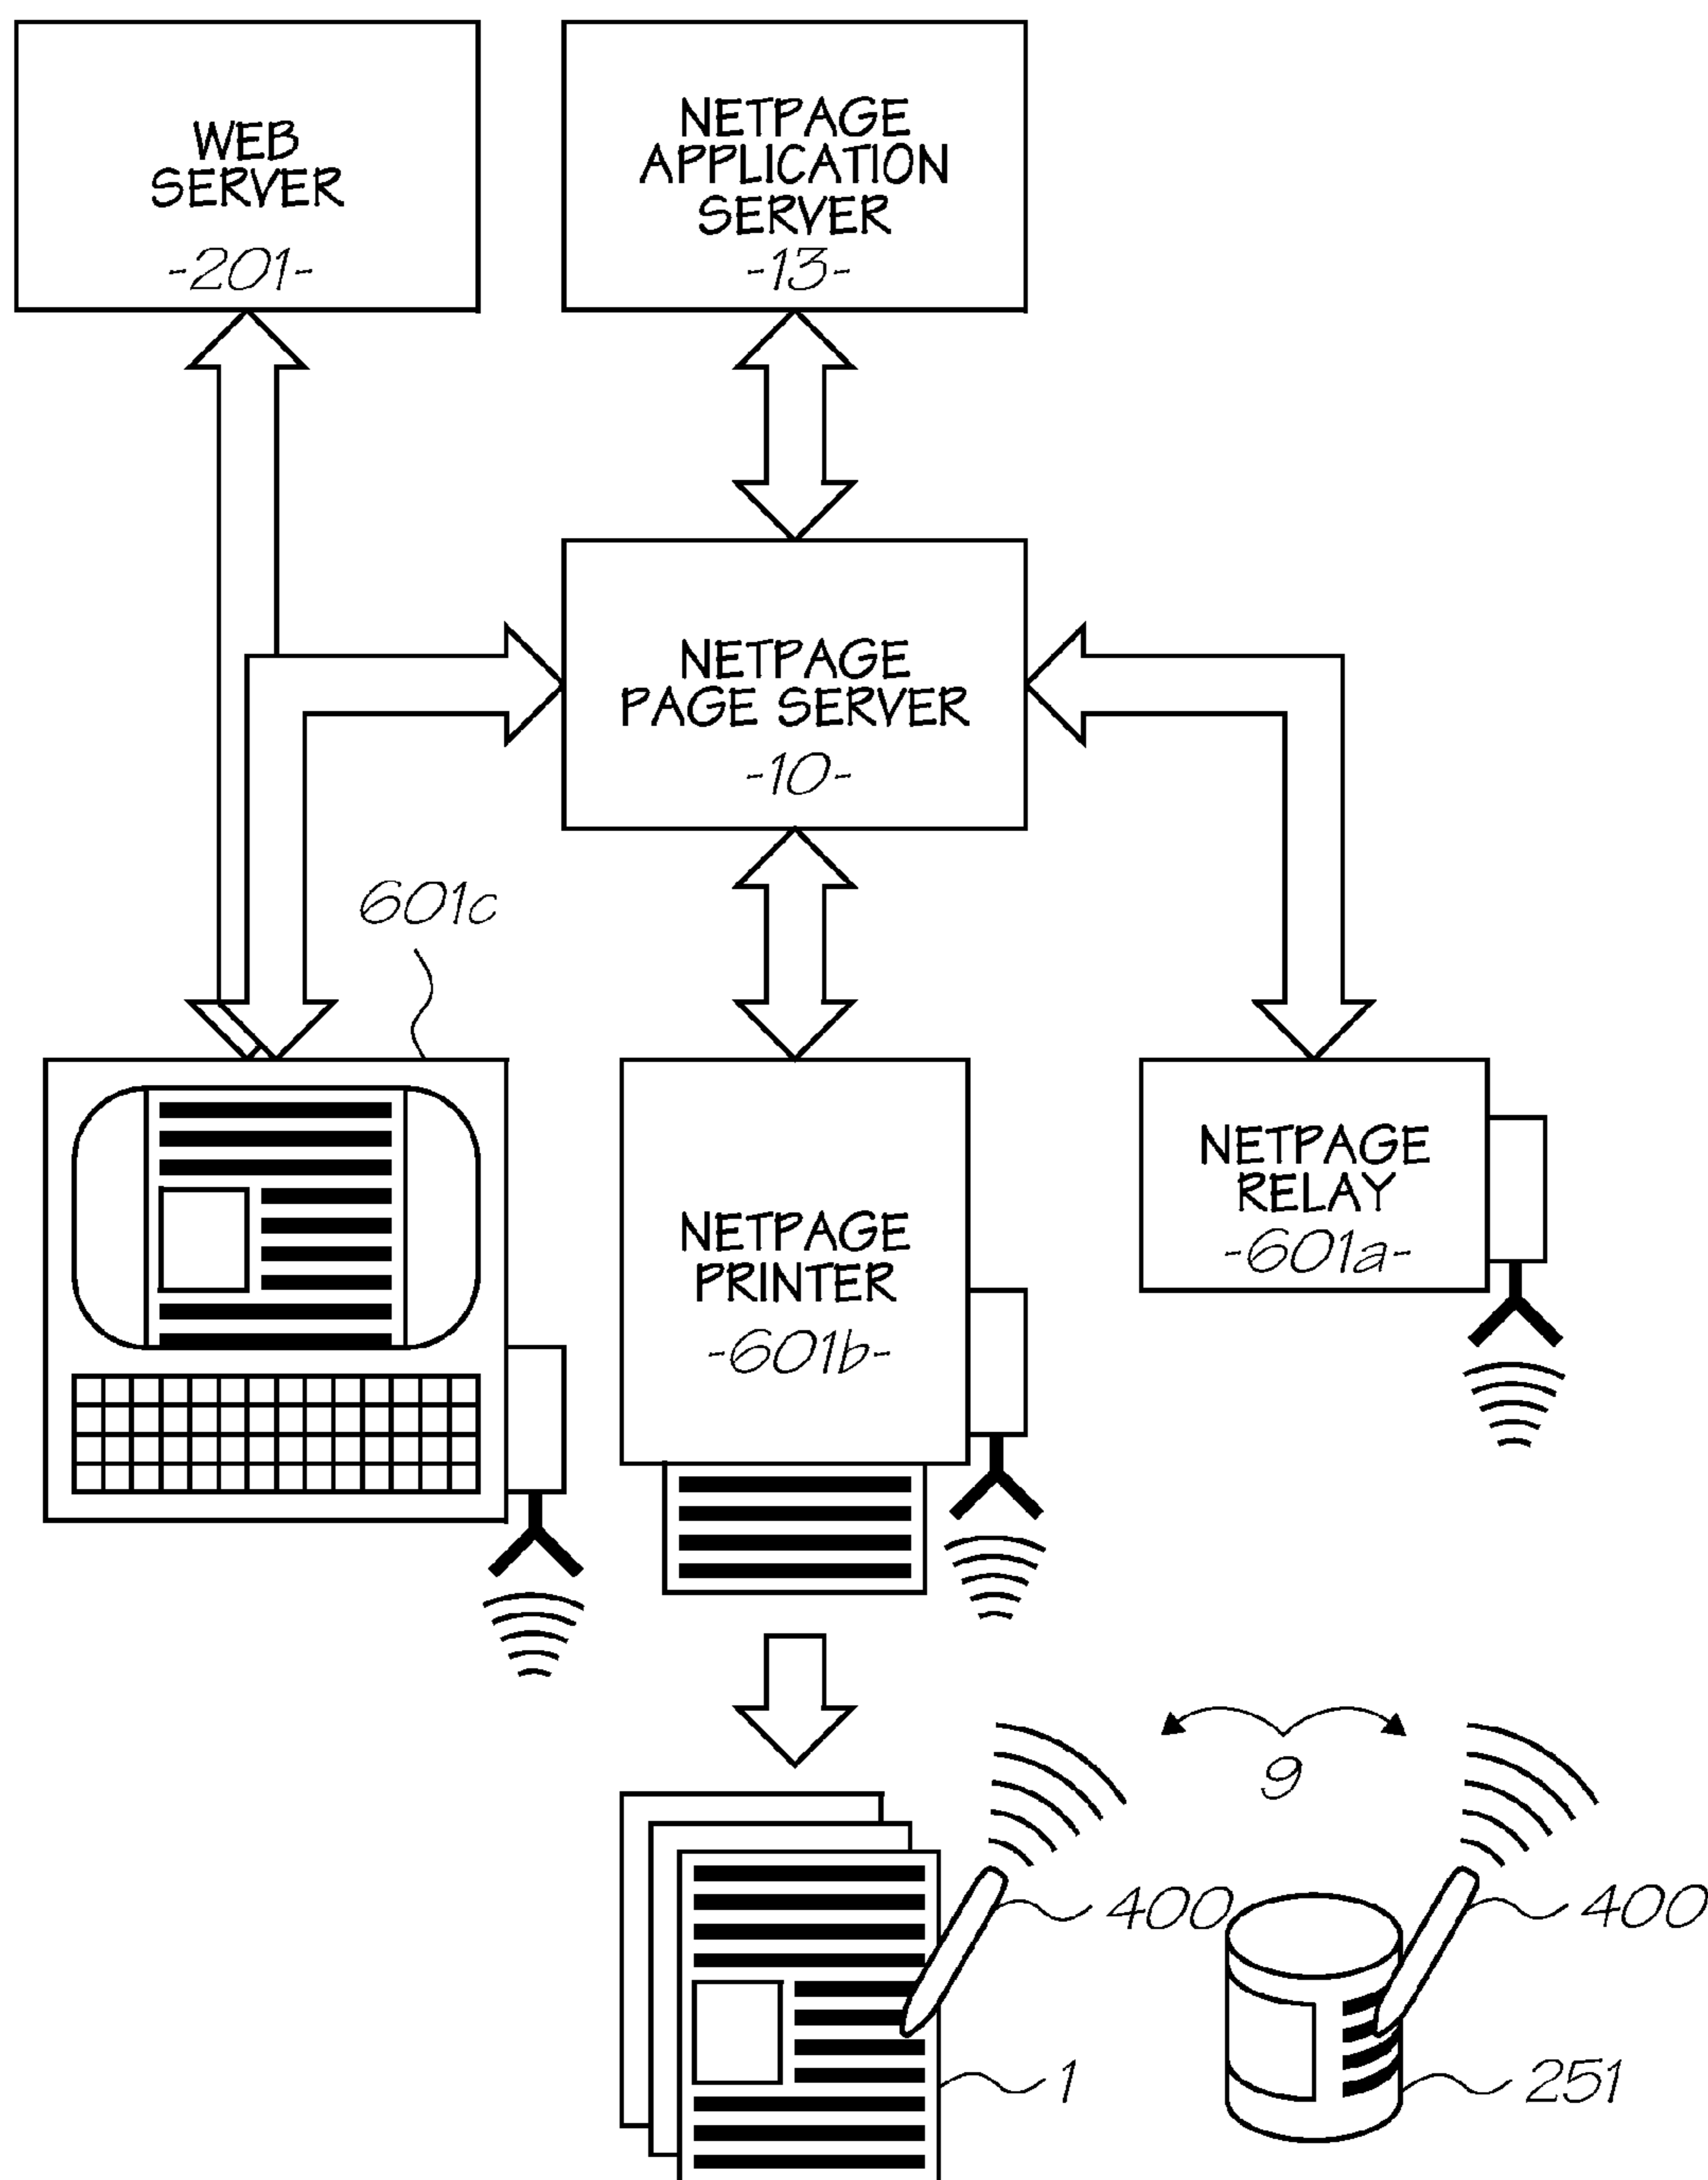 WEB
SERVER
-201-
NETPAGE
APPLICATION
SERVER
-13-
NETPAGE
PAGE SERVER
-10-
601c
NETPAGE
PRINTER
-601b-
NETPAGE
RELAY
-601a-
9
400
400
1
251